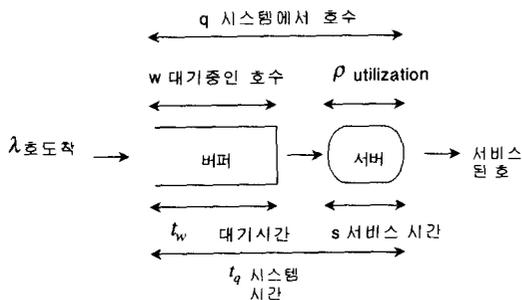 q 시스템에서 호수
w 대기중인 호수
ρ utilization
λ호도착
버퍼
서버
서비스
된 호
t_w 대기시간
s 서비스 시간
t_q 시스템
시간